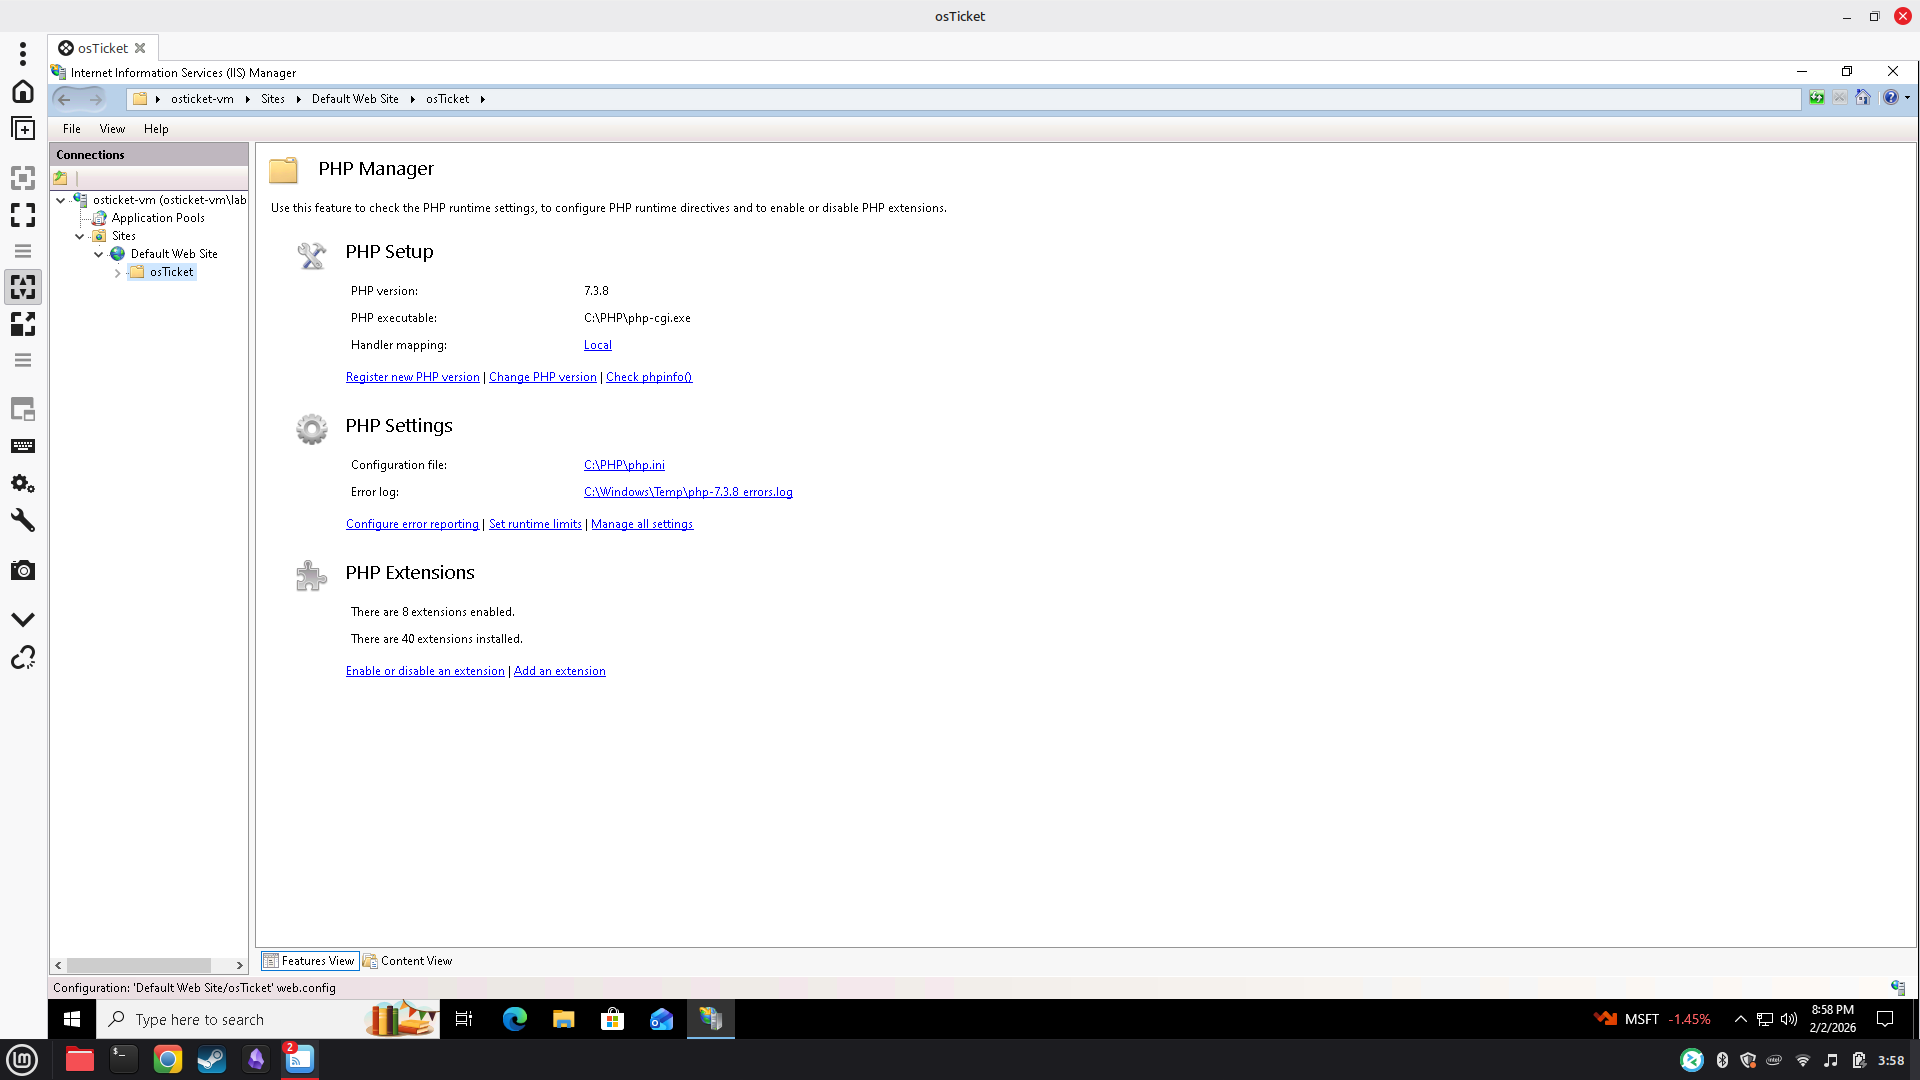 osTicket
osTicket
Internet Information Services (IIS) Manager
osticket-vm Sites Default Web Site osTicket
File View Help
Connections
osticket-vm (osticket-vm\lab
Application Pools
Sites
Default Web Site
osTicket
PHP Manager
Use this feature to check the PHP runtime settings, to configure PHP runtime directives and to enable or disable PHP extensions.
PHP Setup
PHP version: 7.3.8
PHP executable: C:\PHP\php-cgi.exe
Handler mapping: Local
Register new PHP version | Change PHP version | Check phpinfo()
PHP Settings
Configuration file: C:\PHP\php.ini
Error log: C:\Windows\Temp\php-7.3.8_errors.log
Configure error reporting | Set runtime limits | Manage all settings
PHP Extensions
There are 8 extensions enabled.
There are 40 extensions installed.
Enable or disable an extension | Add an extension
Features View Content View
Configuration: 'Default Web Site/osTicket' web.config
Type here to search
MSFT -1.45%
8:58 PM
2/2/2026
2
3:58